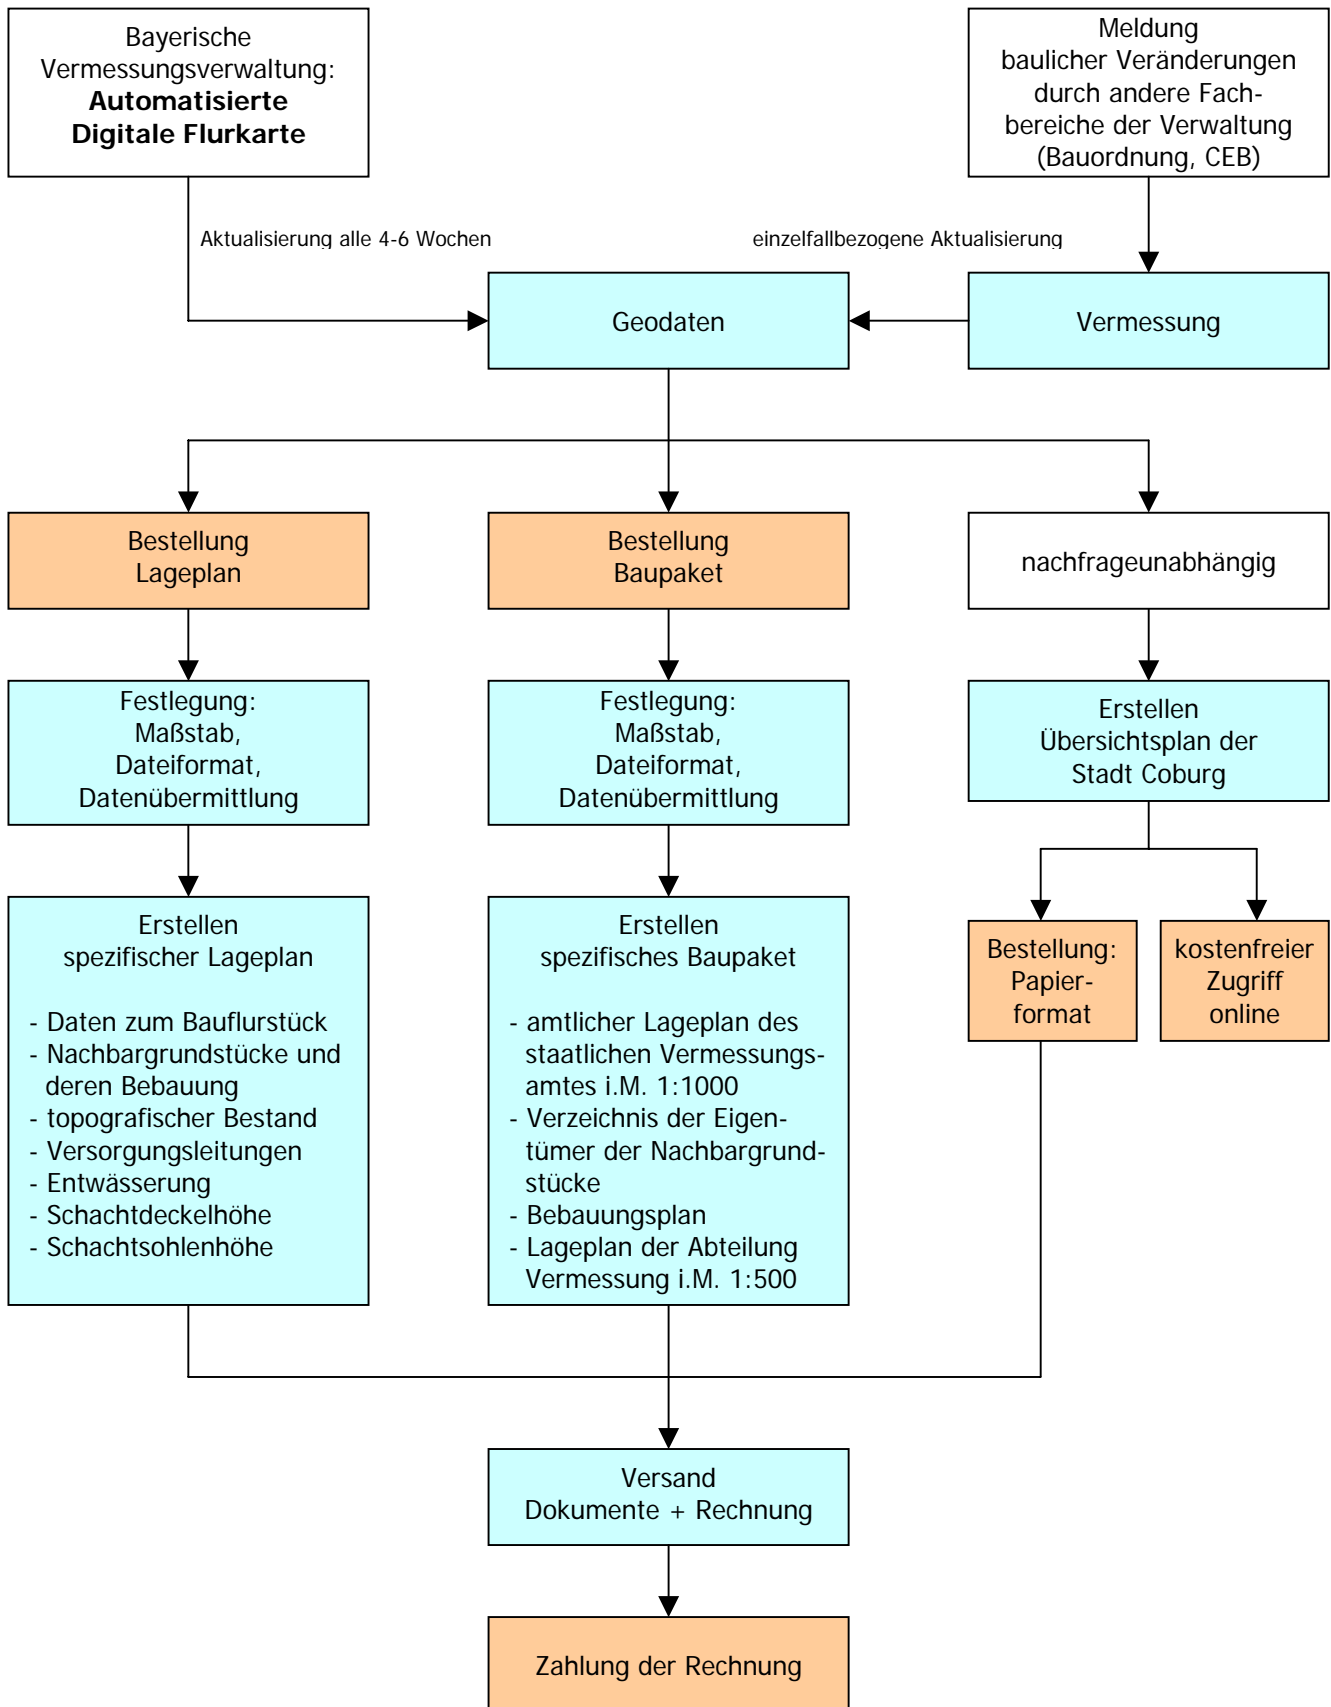 Bayerische
Vermessungsverwaltung:
Automatisierte
Digitale Flurkarte
Meldung
baulicher Veränderungen
durch andere Fach-
bereiche der Verwaltung
(Bauordnung, CEB)
Aktualisierung alle 4-6 Wochen
einzelfallbezogene Aktualisierung
Geodaten
Vermessung
Bestellung
Lageplan
Bestellung
Baupaket
nachfrageunabhängig
Festlegung:
Maßstab,
Dateiformat,
Datenübermittlung
Festlegung:
Maßstab,
Dateiformat,
Datenübermittlung
Erstellen
Übersichtsplan der
Stadt Coburg
Erstellen
spezifischer Lageplan
- Daten zum Bauflurstück
- Nachbargrundstücke und
deren Bebauung
- topografischer Bestand
- Versorgungsleitungen
- Entwässerung
- Schachtdeckelhöhe
- Schachtsohlenhöhe
Erstellen
spezifisches Baupaket
- amtlicher Lageplan des
staatlichen Vermessungs-
amtes i.M. 1:1000
- Verzeichnis der Eigen-
tümer der Nachbargrund-
stücke
- Bebauungsplan
- Lageplan der Abteilung
Vermessung i.M. 1:500
Bestellung:
Papier-
format
kostenfreier
Zugriff
online
Versand
Dokumente + Rechnung
Zahlung der Rechnung